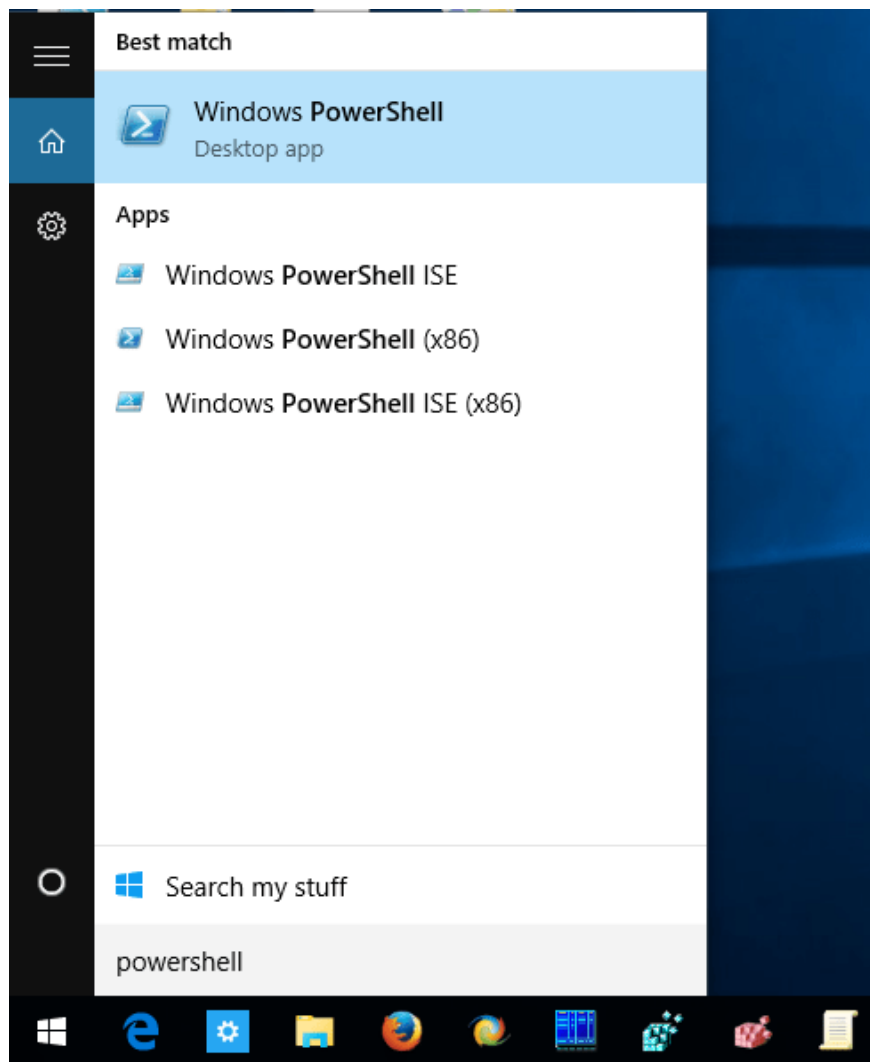 Best match
Windows PowerShell
Desktop app
Apps
Windows PowerShell ISE
Windows PowerShell (x86)
Windows PowerShell ISE (x86)
Search my stuff
powershell